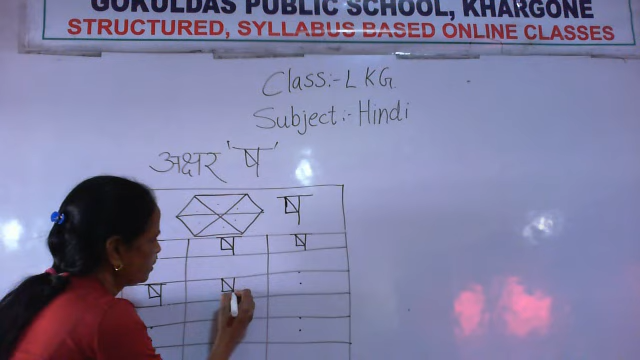 GOKULDAS PUBLIC SCHOOL, KHARGONE
STRUCTURED, SYLLABUS BASED ONLINE CLASSES
Class:- LKG
Subject:- Hindi
अक्षर 'ष'
ष
ष ष
ष